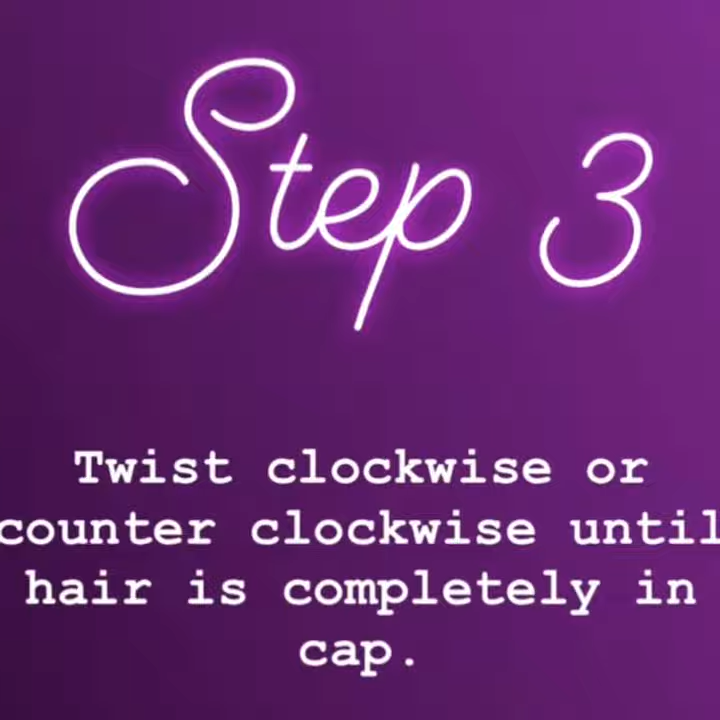 Step 3
Twist clockwise or
counter clockwise until
hair is completely in
cap.